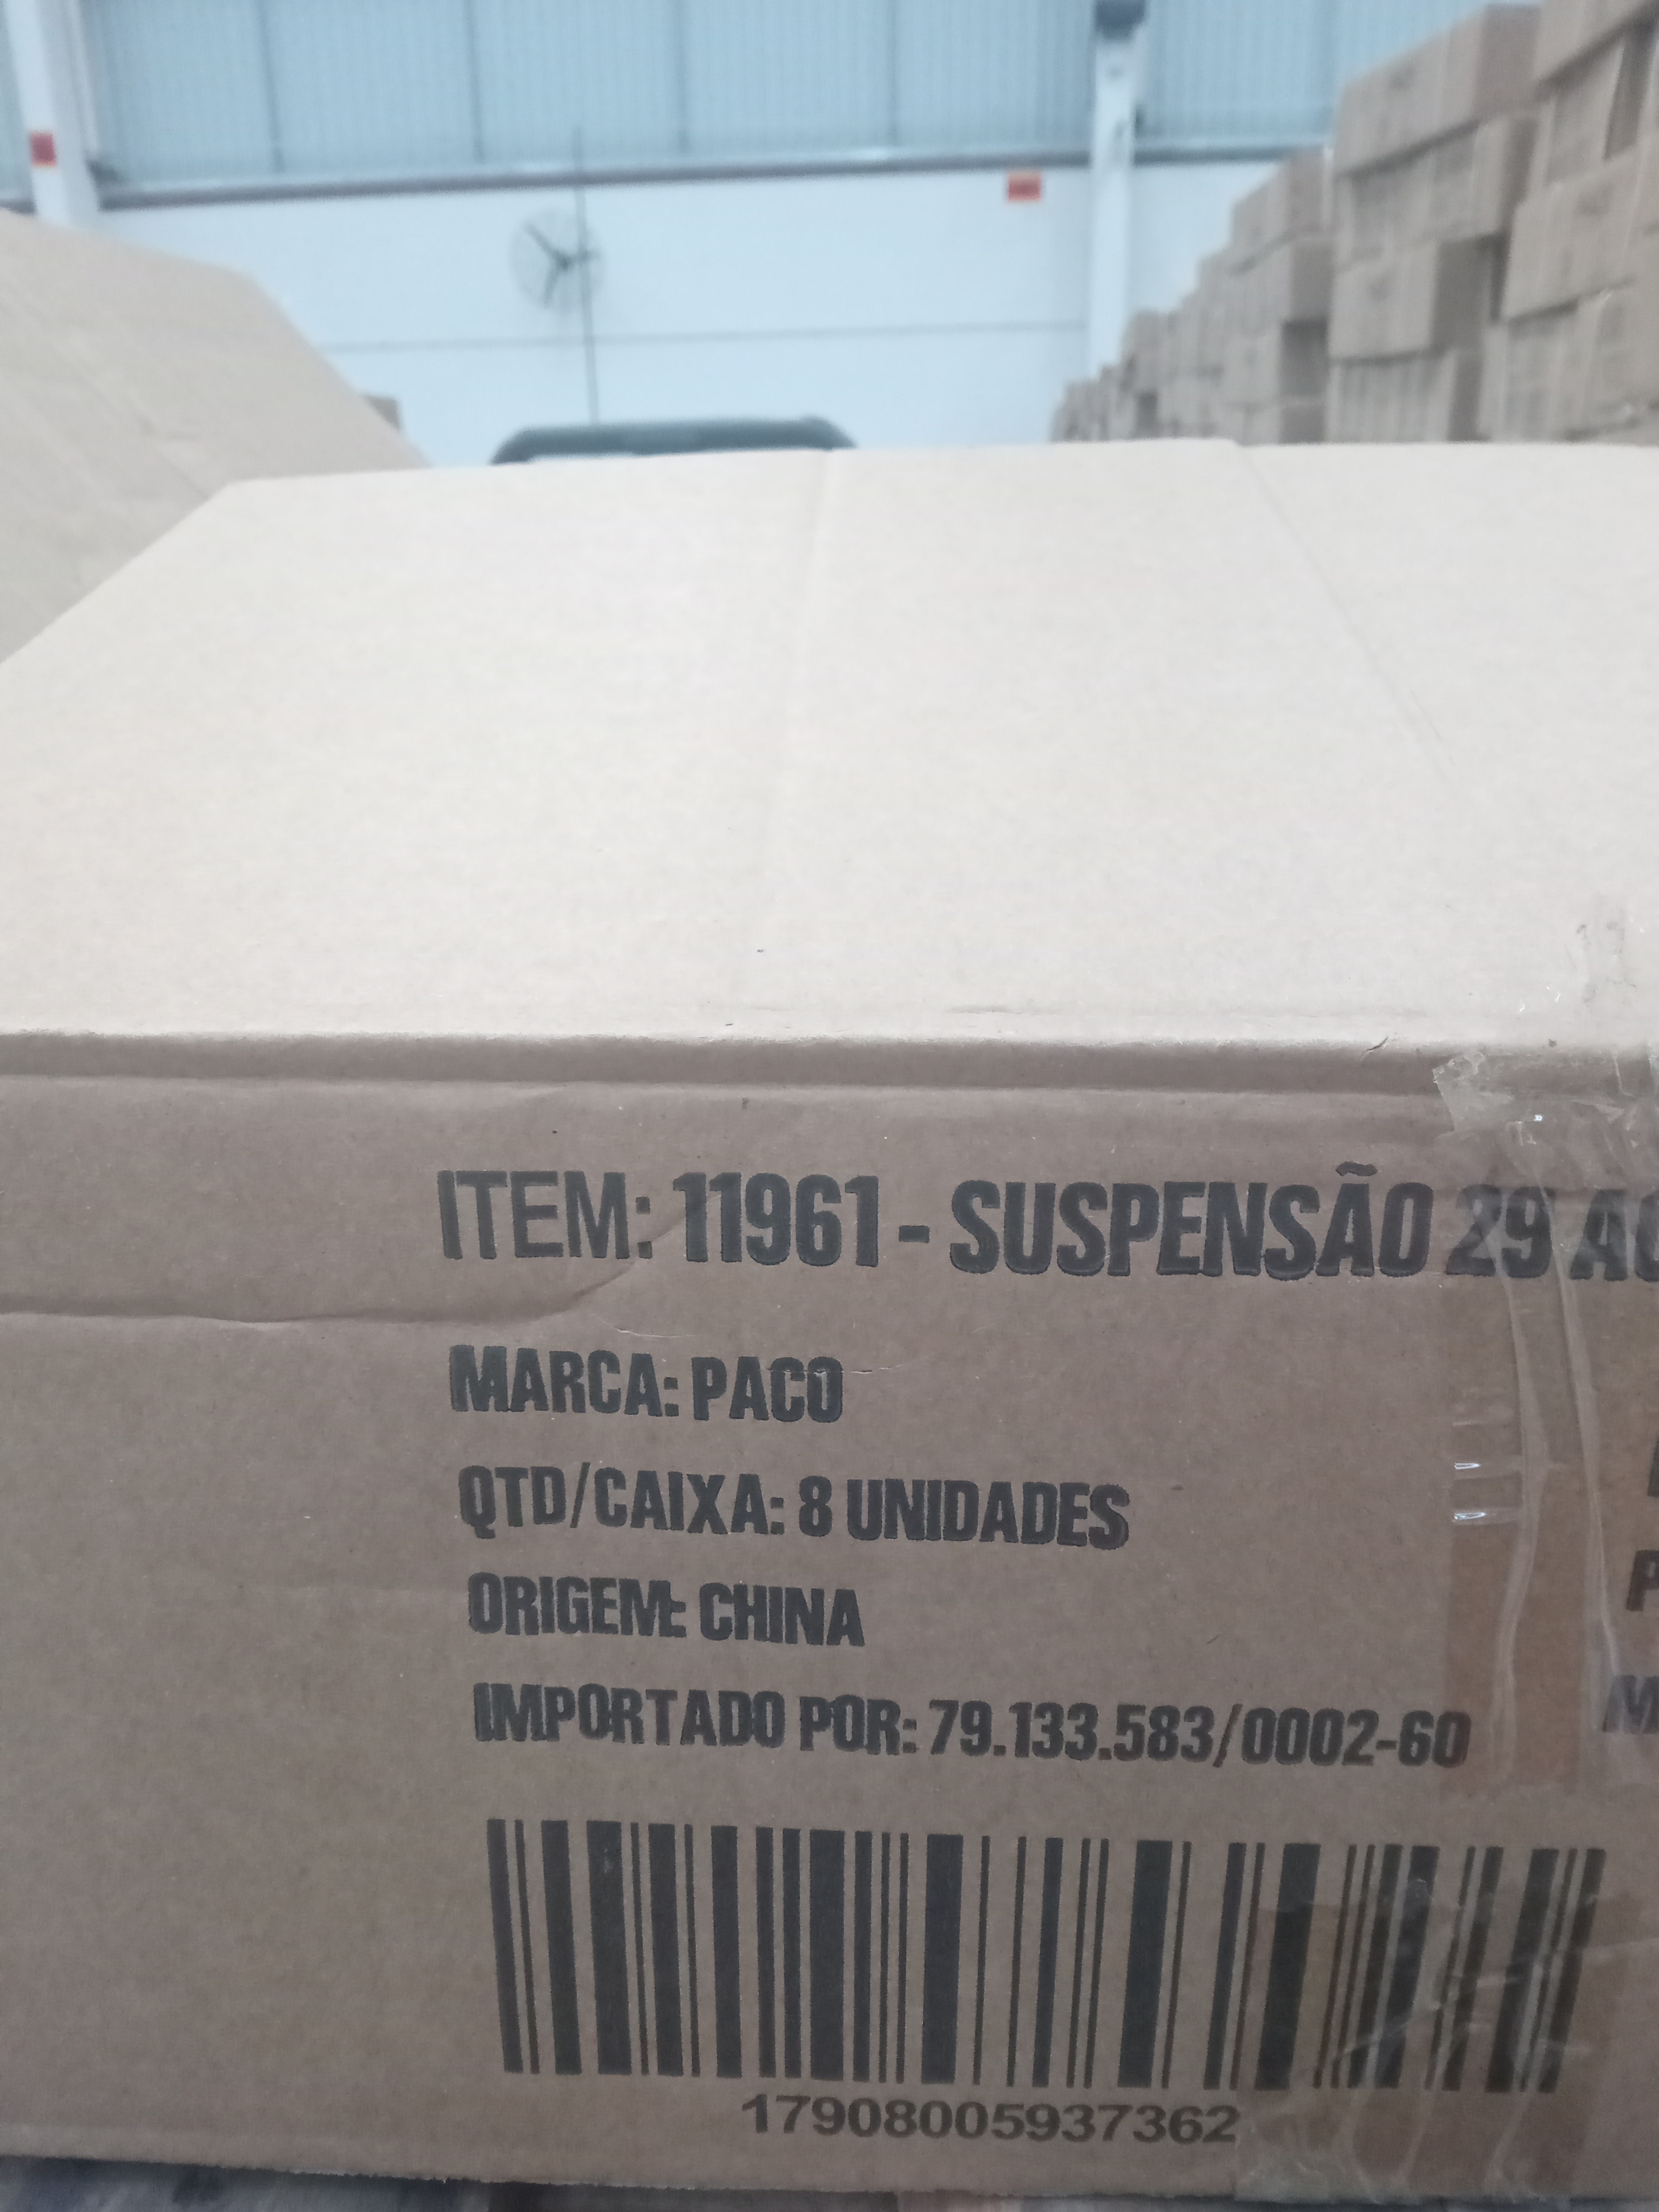 ITEM: 11961 - SUSPENSÃO 29
MARCA: PACO
QTD/CAIXA: 8 UNIDADES
ORIGEM: CHINA
IMPORTADO POR: 79.133.583/0002-60
17908005937362